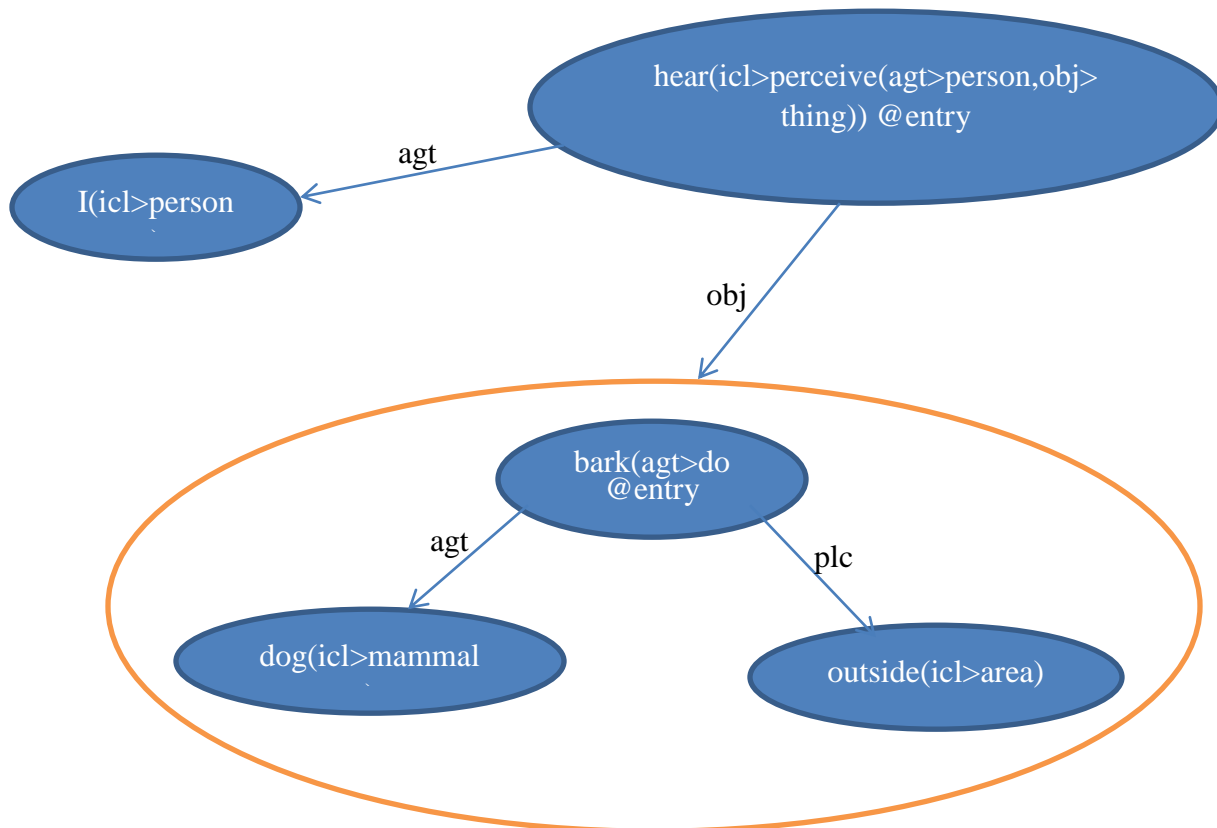 hear(icl>perceive(agt>person,obj>
thing)) @entry
agt
I(icl>person
obj
bark(agt>do
@entry
agt
plc
dog(icl>mammal
outside(icl>area)